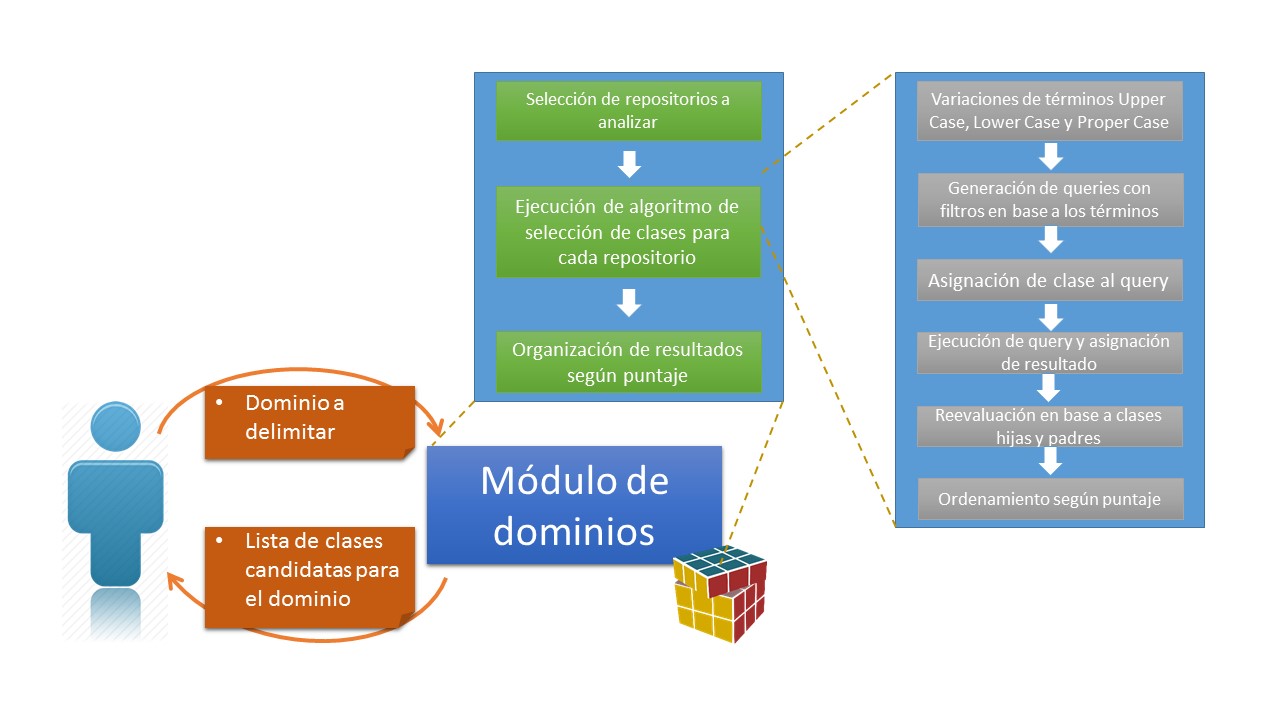 Selección de repositorios a
analizar
Ejecución de algoritmo de
selección de clases para
cada repositorio
Organización de resultados
según puntaje
Variaciones de términos Upper
Case, Lower Case y Proper Case
Generación de queries con
filtros en base a los términos
Asignación de clase al query
Ejecución de query y asignación
de resultado
Reevaluación en base a clases
hijas y padres
Ordenamiento según puntaje
• Dominio a
delimitar
Módulo de
dominios
• Lista de clases
candidatas para
el dominio